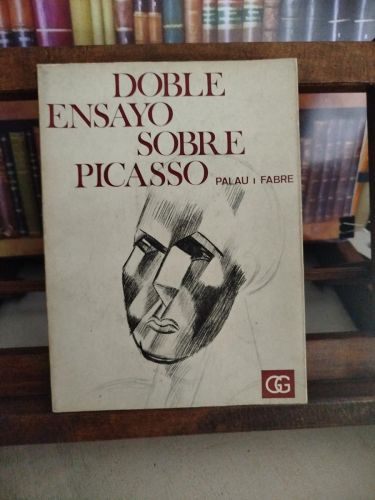 DOBLE
ENSAYO
SOBRE
PICASSO PALAU i FABRE
GG